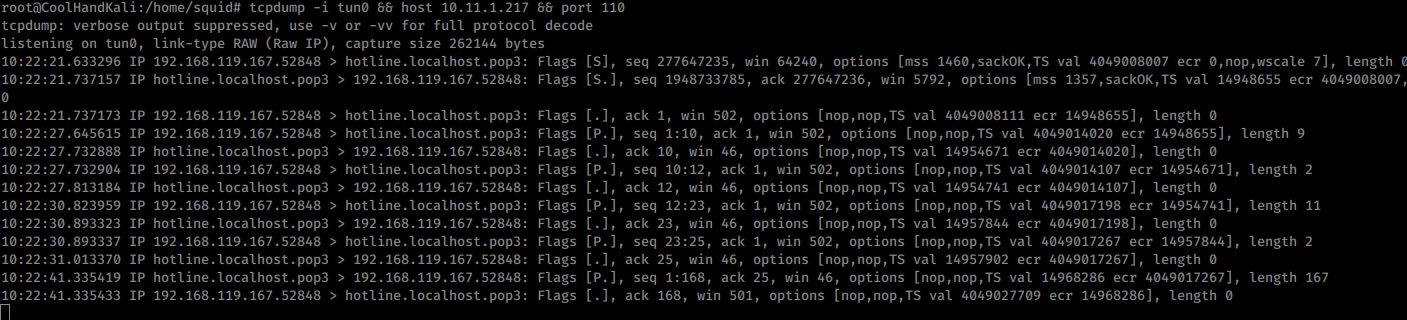 root@CoolHandKali:/home/squid# tcpdump -i tun0 && host 10.11.1.217 && port 110
tcpdump: verbose output suppressed, use -v or -vv for full protocol decode
listening on tun0, link-type RAW (Raw IP), capture size 262144 bytes
10:22:21.633296 IP 192.168.119.167.52848 > hotline.localhost.pop3: Flags [S], seq 277647235, win 64240, options [mss 1460,sackOK,TS val 4049008007 ecr 0,nop,wscale 7], length 0
10:22:21.737157 IP hotline.localhost.pop3 > 192.168.119.167.52848: Flags [S.], seq 1948733785, ack 277647236, win 5792, options [mss 1357,sackOK,TS val 14948655 ecr 4049008007,
0
10:22:21.737173 IP 192.168.119.167.52848 > hotline.localhost.pop3: Flags [.], ack 1, win 502, options [nop,nop,TS val 4049008111 ecr 14948655], length 0
10:22:27.645615 IP 192.168.119.167.52848 > hotline.localhost.pop3: Flags [P.], seq 1:10, ack 1, win 502, options [nop,nop,TS val 4049014020 ecr 14948655], length 9
10:22:27.732888 IP hotline.localhost.pop3 > 192.168.119.167.52848: Flags [.], ack 10, win 46, options [nop,nop,TS val 14954671 ecr 4049014020], length 0
10:22:27.732904 IP 192.168.119.167.52848 > hotline.localhost.pop3: Flags [P.], seq 10:12, ack 1, win 502, options [nop,nop,TS val 4049014107 ecr 14954671], length 2
10:22:27.813184 IP hotline.localhost.pop3 > 192.168.119.167.52848: Flags [.], ack 12, win 46, options [nop,nop,TS val 14954741 ecr 4049014107], length 0
10:22:30.823959 IP 192.168.119.167.52848 > hotline.localhost.pop3: Flags [P.], seq 12:23, ack 1, win 502, options [nop,nop,TS val 4049017198 ecr 14954741], length 11
10:22:30.893323 IP hotline.localhost.pop3 > 192.168.119.167.52848: Flags [.], ack 23, win 46, options [nop,nop,TS val 14957844 ecr 4049017198], length 0
10:22:30.893337 IP 192.168.119.167.52848 > hotline.localhost.pop3: Flags [P.], seq 23:25, ack 1, win 502, options [nop,nop,TS val 4049017267 ecr 14957844], length 2
10:22:31.013370 IP hotline.localhost.pop3 > 192.168.119.167.52848: Flags [.], ack 25, win 46, options [nop,nop,TS val 14957902 ecr 4049017267], length 0
10:22:41.335419 IP hotline.localhost.pop3 > 192.168.119.167.52848: Flags [P.], seq 1:168, ack 25, win 46, options [nop,nop,TS val 14968286 ecr 4049017267], length 167
10:22:41.335433 IP 192.168.119.167.52848 > hotline.localhost.pop3: Flags [.], ack 168, win 501, options [nop,nop,TS val 4049027709 ecr 14968286], length 0